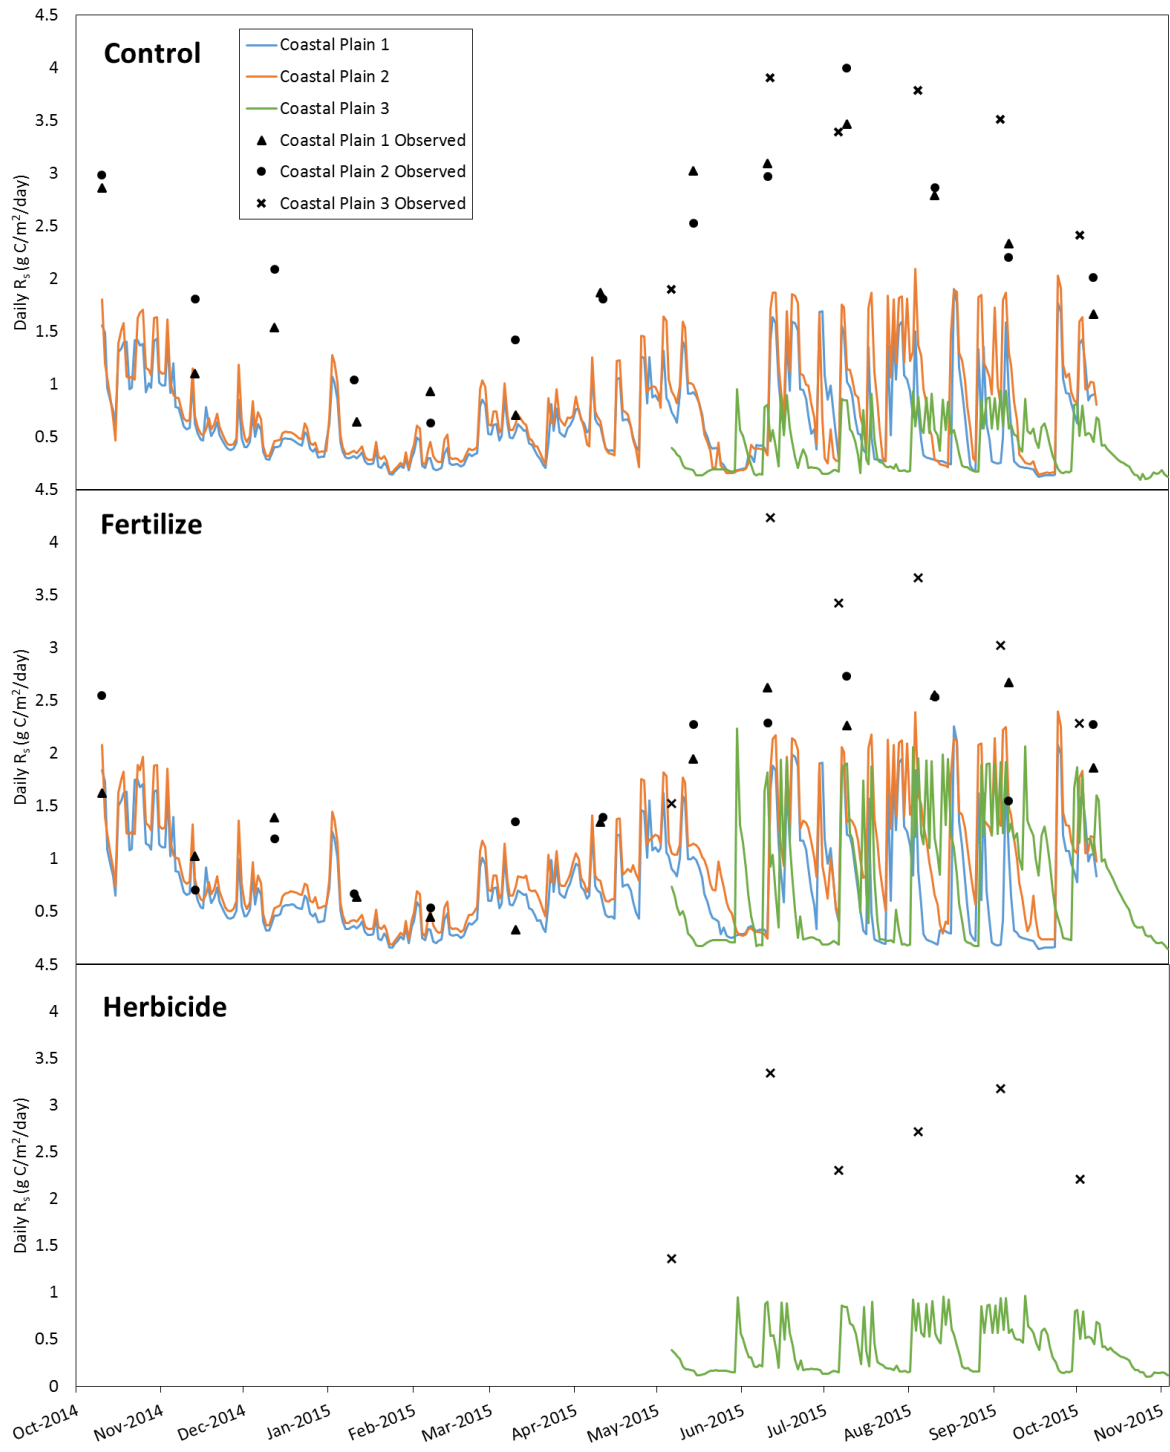 4.5
Control
Coastal Plain 1
Coastal Plain 2
Coastal Plain 3
Coastal Plain 1 Observed
Coastal Plain 2 Observed
Coastal Plain 3 Observed
4
3.5
3
2.5
2
1.5
1
0.5
Daily Rs (g C/m2/day)
4.5
Fertilize
4
3.5
3
2.5
2
1.5
1
0.5
Daily Rs (g C/m2/day)
4.5
Herbicide
4
3.5
3
2.5
2
1.5
1
0.5
0
Daily Rs (g C/m2/day)
Oct-2014
Nov-2014
Dec-2014
Jan-2015
Feb-2015
Mar-2015
Apr-2015
May-2015
Jun-2015
Jul-2015
Aug-2015
Sep-2015
Oct-2015
Nov-2015